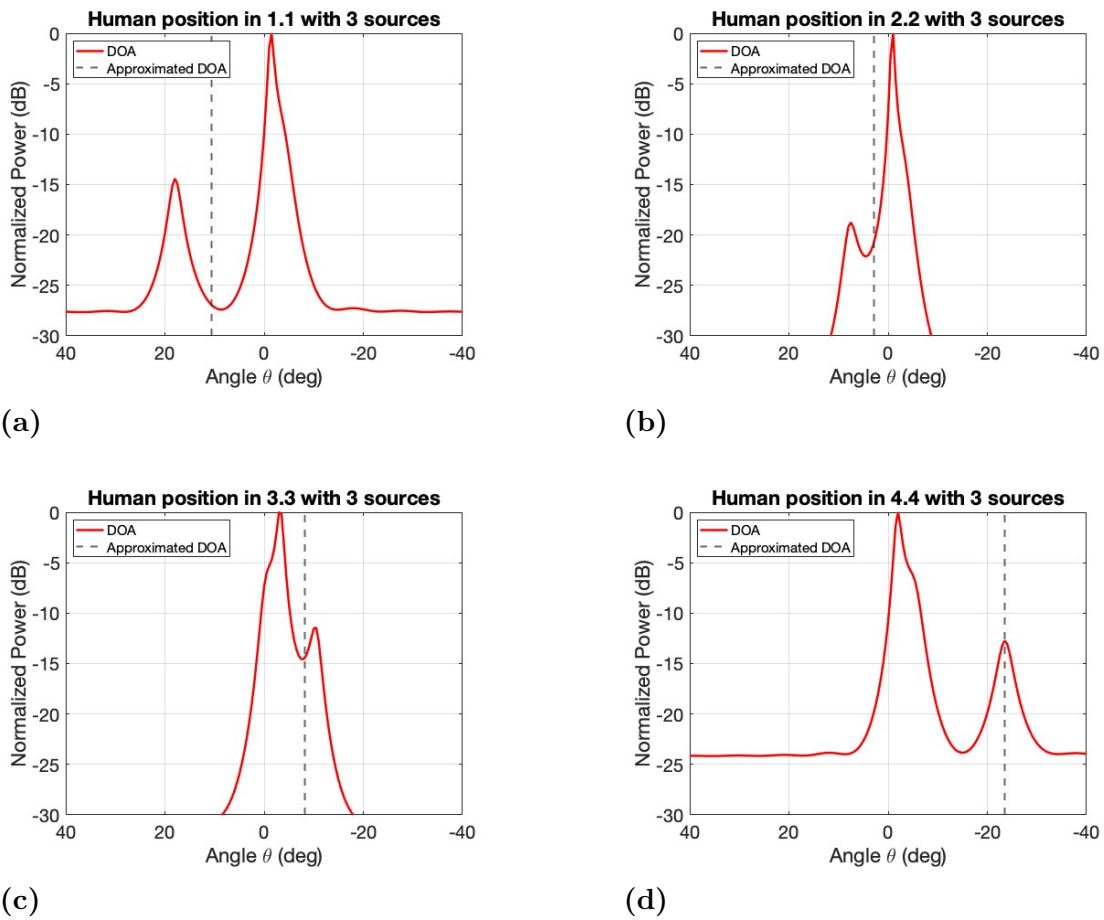 Human position in 1.1 with 3 sources
DOA
Approximated DOA
Normalized Power (dB)
0
-5
-10
-15
-20
-25
-30
40
20
0
-20
-40
Angle θ (deg)
(a)
Human position in 2.2 with 3 sources
DOA
Approximated DOA
Normalized Power (dB)
0
-5
-10
-15
-20
-25
-30
40
20
0
-20
-40
Angle θ (deg)
(b)
Human position in 3.3 with 3 sources
DOA
Approximated DOA
Normalized Power (dB)
0
-5
-10
-15
-20
-25
-30
40
20
0
-20
-40
Angle θ (deg)
(c)
Human position in 4.4 with 3 sources
DOA
Approximated DOA
Normalized Power (dB)
0
-5
-10
-15
-20
-25
-30
40
20
0
-20
-40
Angle θ (deg)
(d)